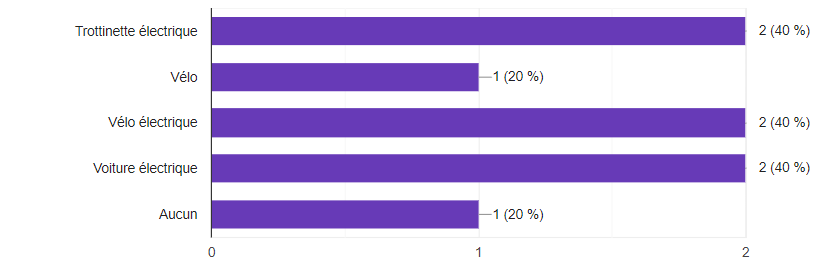 Trottinette électrique 2 (40 %)
Vélo 1 (20 %)
Vélo électrique 2 (40 %)
Voiture électrique 2 (40 %)
Aucun 1 (20 %)
0 1 2